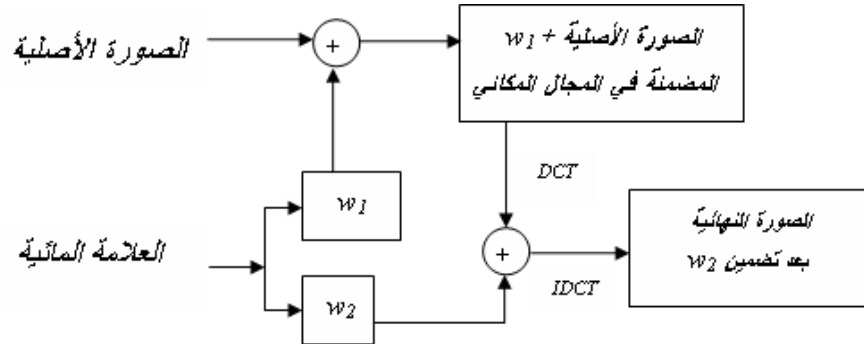 الصورة الأصلية
+
الصورة الأصلية + w1
المضمنة في المجال المكاني
DCT
w1
العلامة المائية
w2
+
IDCT
الصورة النهائية
بعد تضمين w2